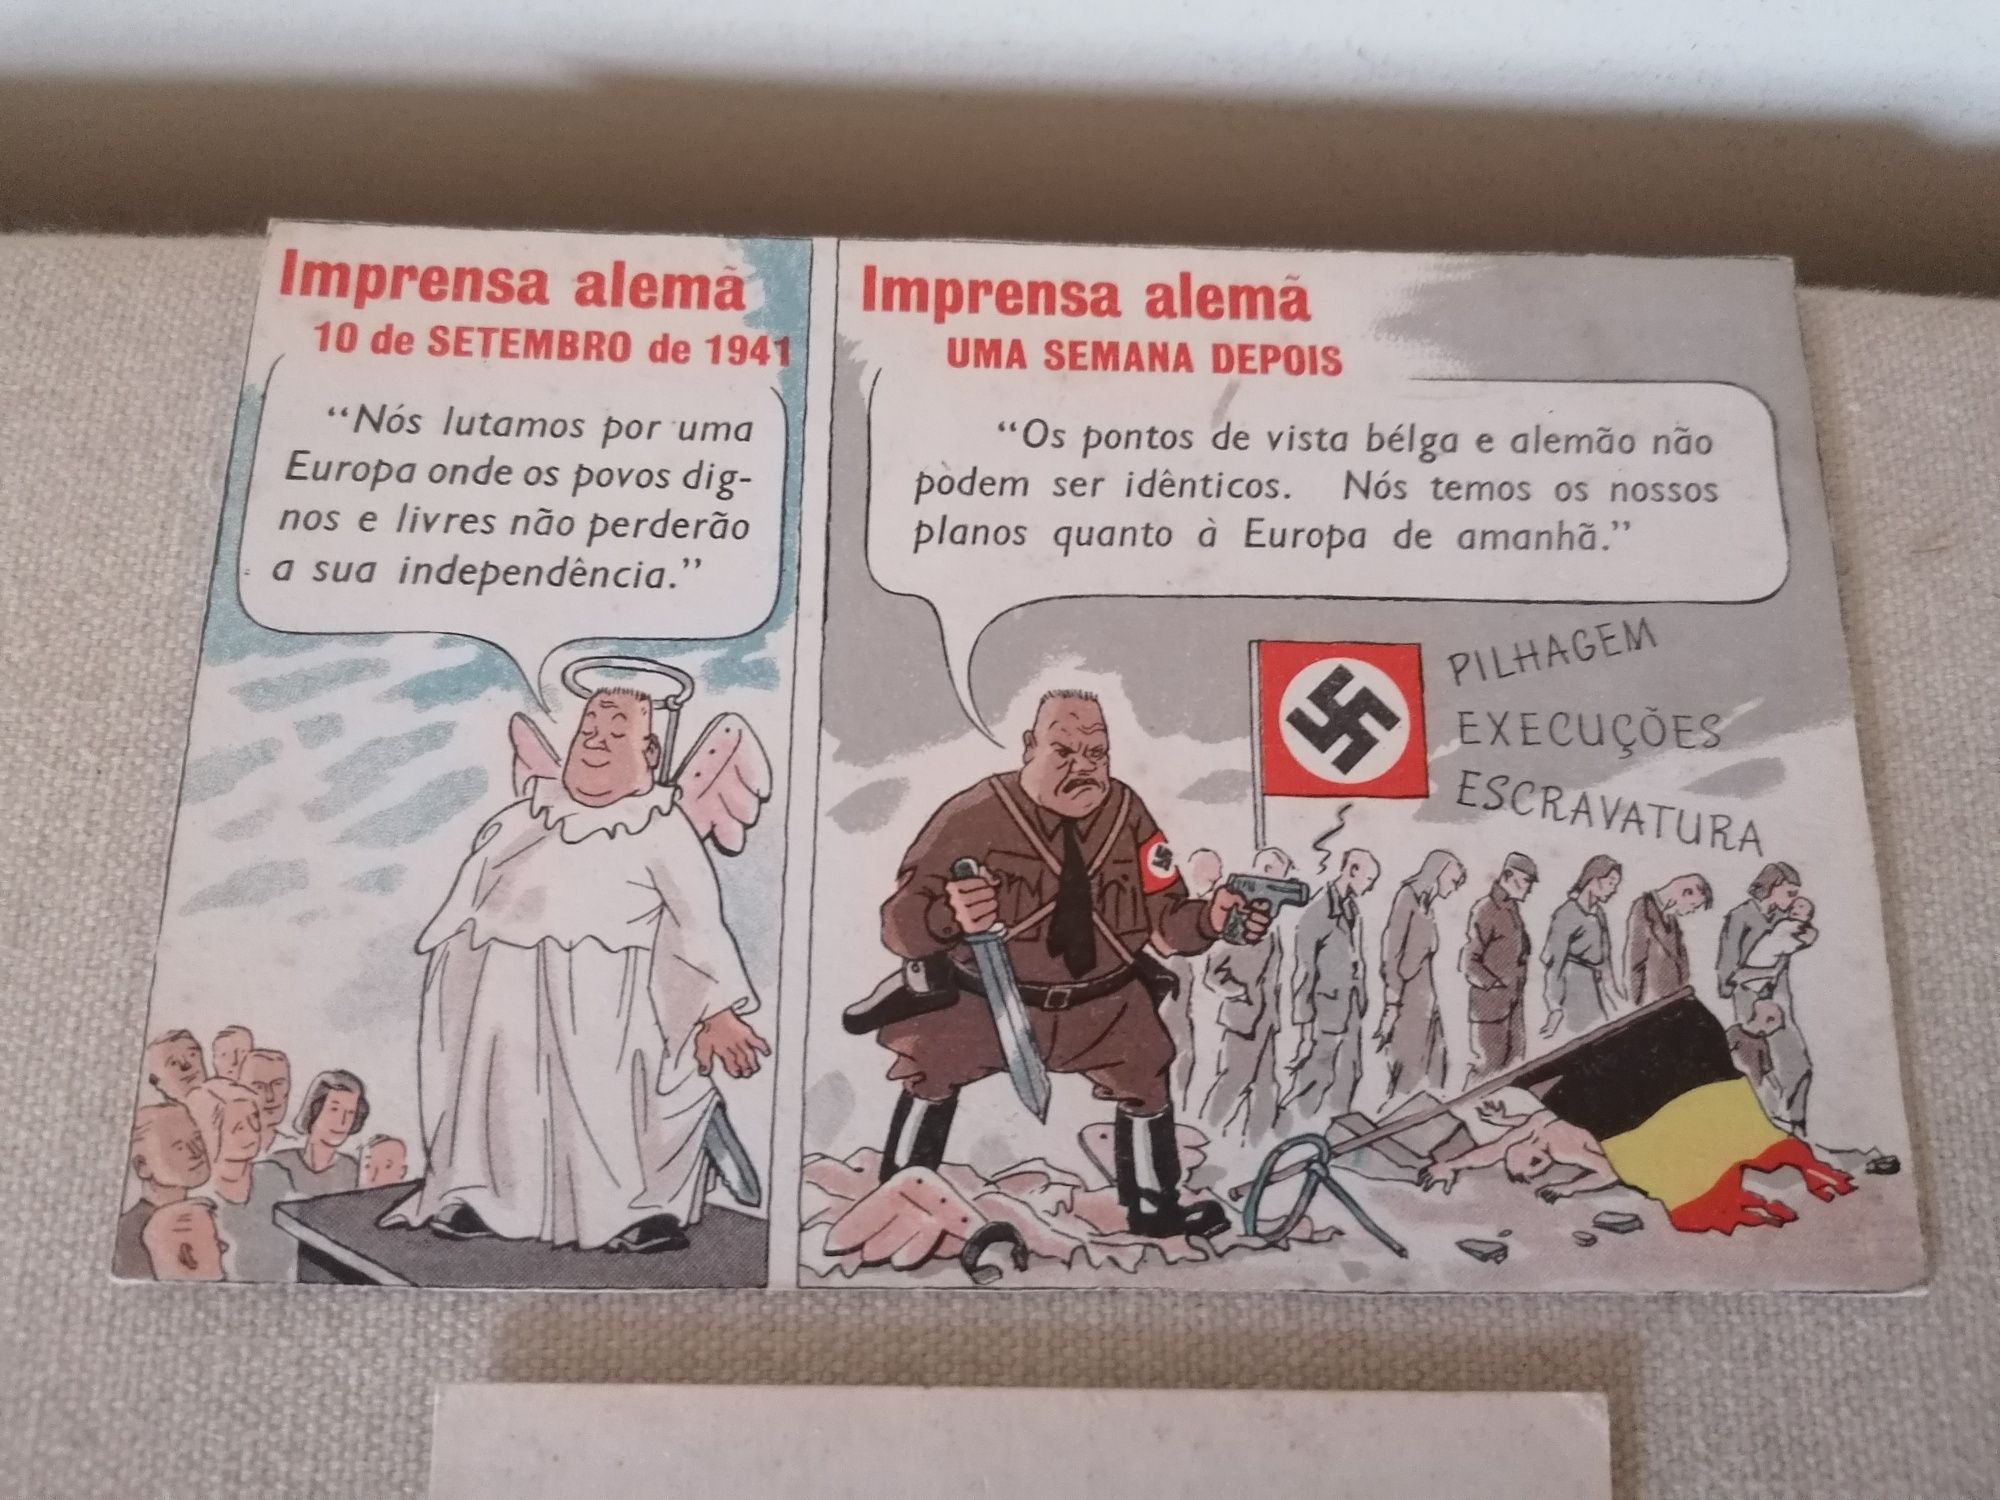 Imprensa alemã
10 de SETEMBRO de 1941
“Nós lutamos por uma
Europa onde os povos dig-
nos e livres não perderão
a sua independência.”
Imprensa alemã
UMA SEMANA DEPOIS
“Os pontos de vista bélga e alemão não
pòdem ser idênticos. Nós temos os nossos
planos quanto à Europa de amanhã.”
PILHAGEM
EXECUÇÕES
ESCRAVATURA